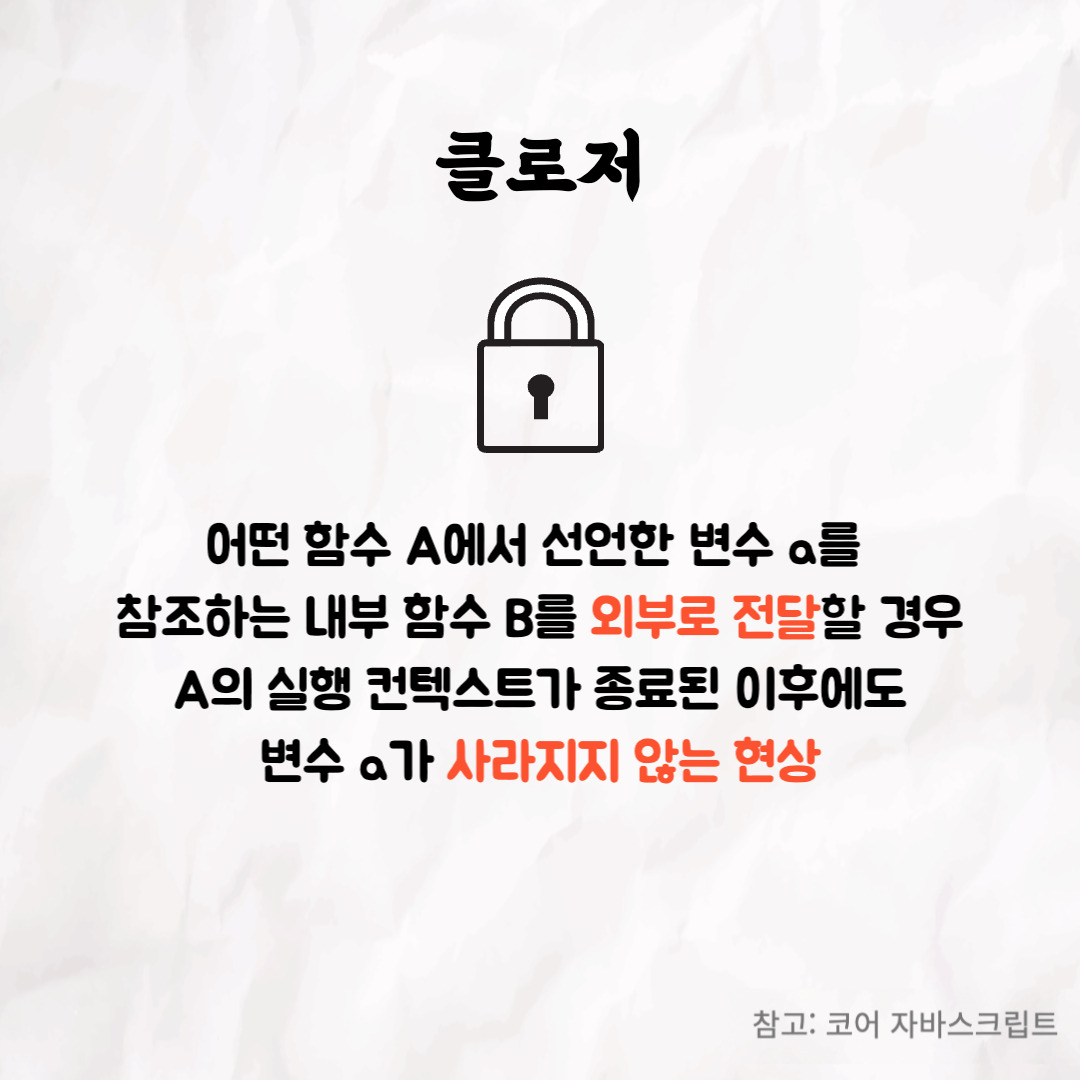 클로저
어떤 함수 A에서 선언한 변수 a를
참조하는 내부 함수 B를 외부로 전달할 경우
A의 실행 컨텍스트가 종료된 이후에도
변수 a가 사라지지 않는 현상
참고: 코어 자바스크립트